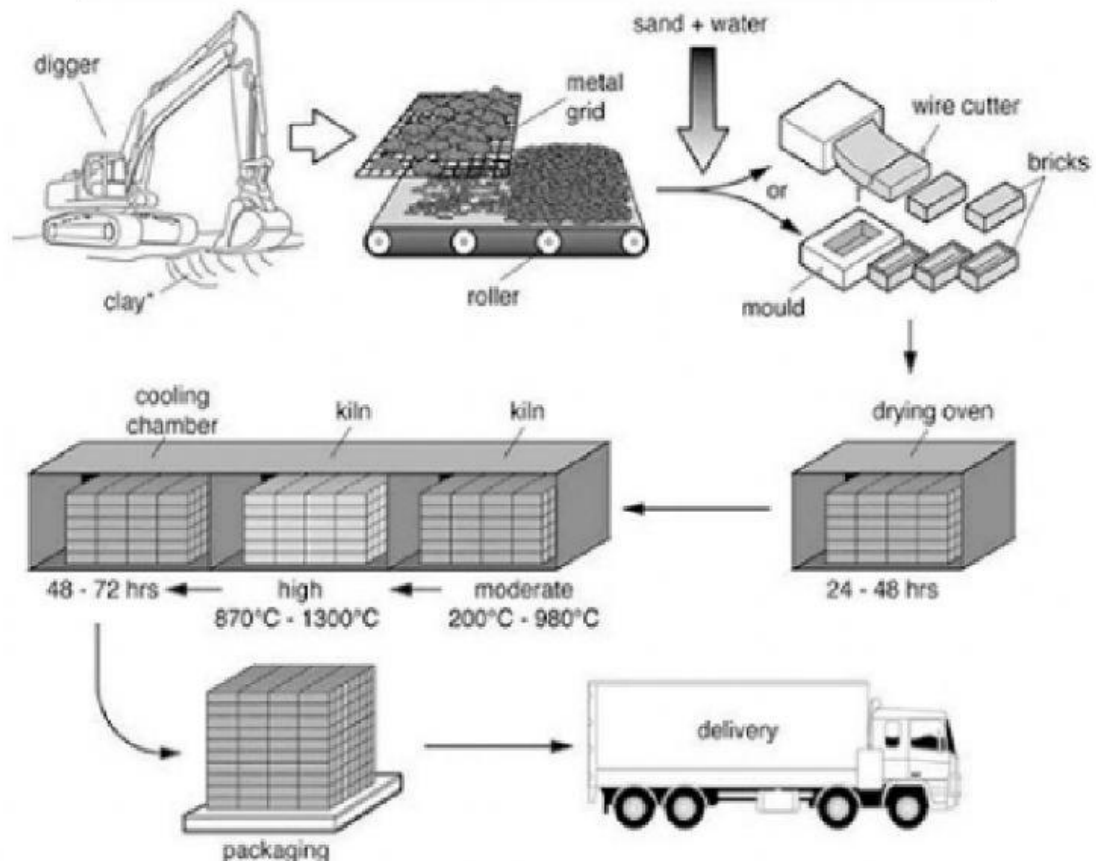 sand + water
digger
metal
grid
wire cutter
bricks
or
clay*
roller
mould
cooling
chamber
kiln
kiln
drying oven
48 - 72 hrs
high
870°C - 1300°C
moderate
200°C - 980°C
24 - 48 hrs
delivery
packaging